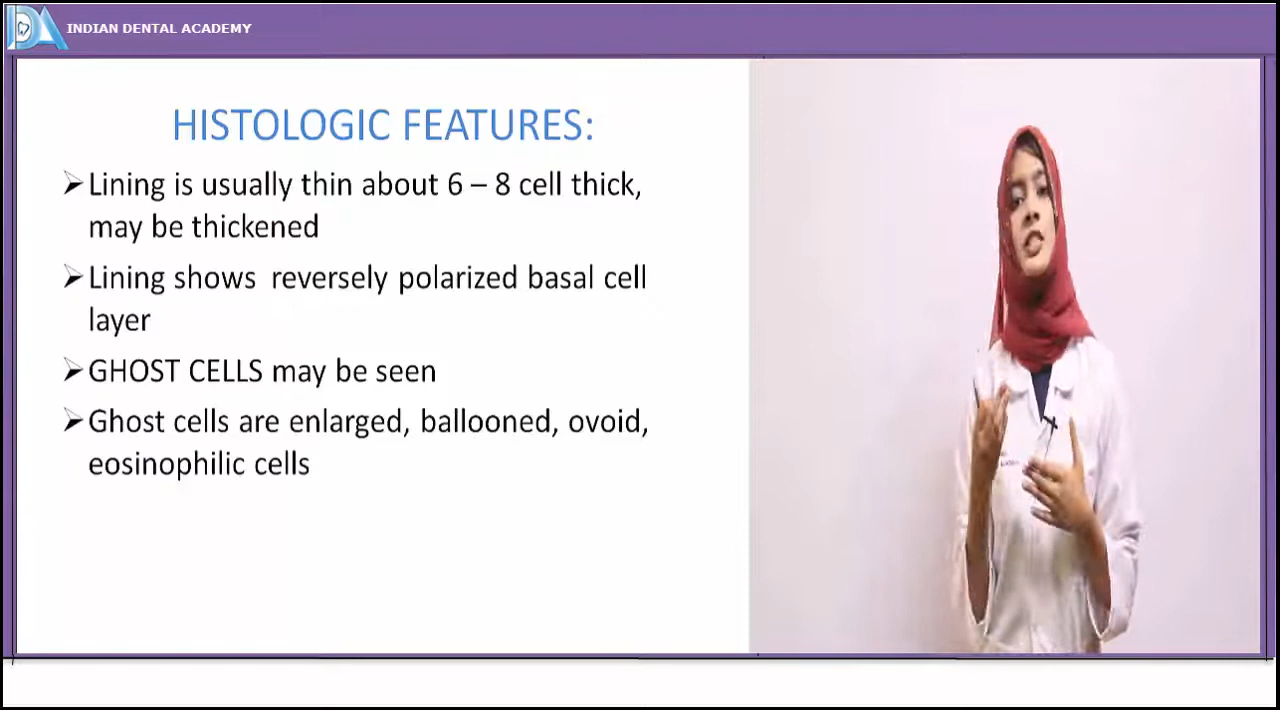 INDIAN DENTAL ACADEMY
HISTOLOGIC FEATURES:
➢Lining is usually thin about 6 – 8 cell thick,
may be thickened
➢Lining shows reversely polarized basal cell
layer
➢GHOST CELLS may be seen
➢Ghost cells are enlarged, ballooned, ovoid,
eosinophilic cells